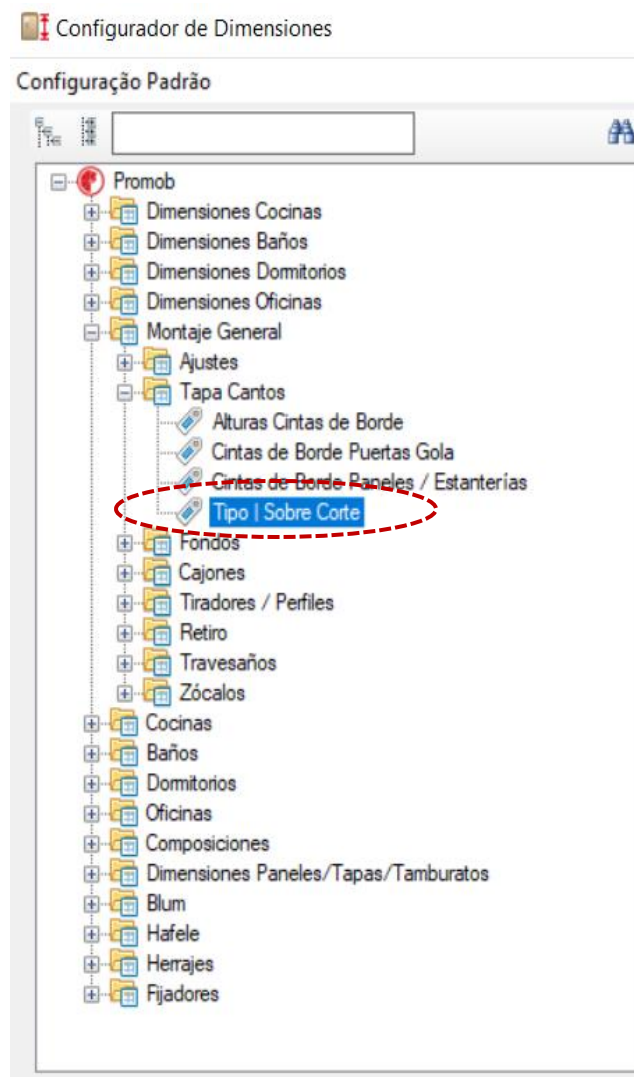 Configurador de Dimensiones
Configuração Padrão
Promob
Dimensiones Cocinas
Dimensiones Baños
Dimensiones Dormitorios
Dimensiones Oficinas
Montaje General
Ajustes
Tapa Cantos
Alturas Cintas de Borde
Cintas de Borde Puertas Gola
Cintas de Borde Paneles / Estanterías
Tipo | Sobre Corte
Fondos
Cajones
Tiradores / Perfiles
Retiro
Travesaños
Zócalos
Cocinas
Baños
Dormitorios
Oficinas
Composiciones
Dimensiones Paneles/Tapas/Tamburatos
Blum
Hafele
Herrajes
Fijadores